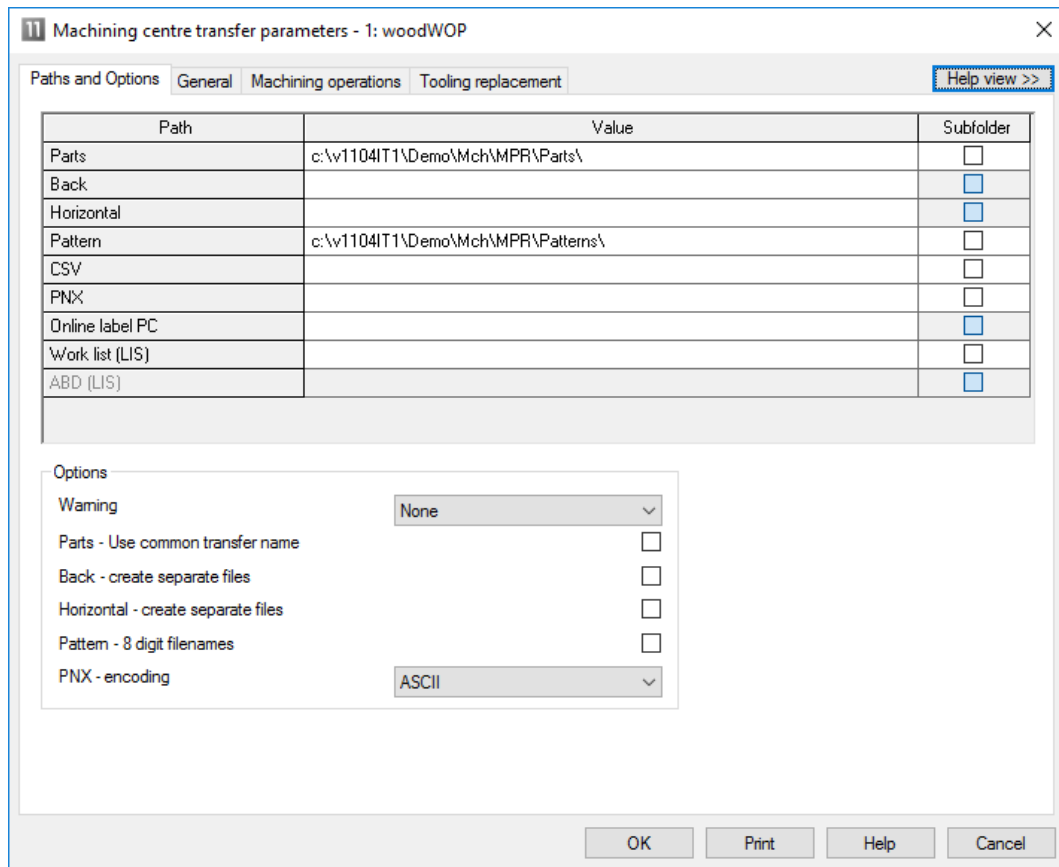 11 Machining centre transfer parameters - 1: woodWOP
Paths and Options General Machining operations Tooling replacement Help view >>
Path Value Subfolder
Parts c:\v1104IT1\Demo\Mch\MPR\Parts\
Back
Horizontal
Pattern c:\v1104IT1\Demo\Mch\MPR\Patterns\
CSV
PNX
Online label PC
Work list (LIS)
ABD (LIS)
Options
Warning None
Parts - Use common transfer name
Back - create separate files
Horizontal - create separate files
Pattern - 8 digit filenames
PNX - encoding ASCII
OK Print Help Cancel